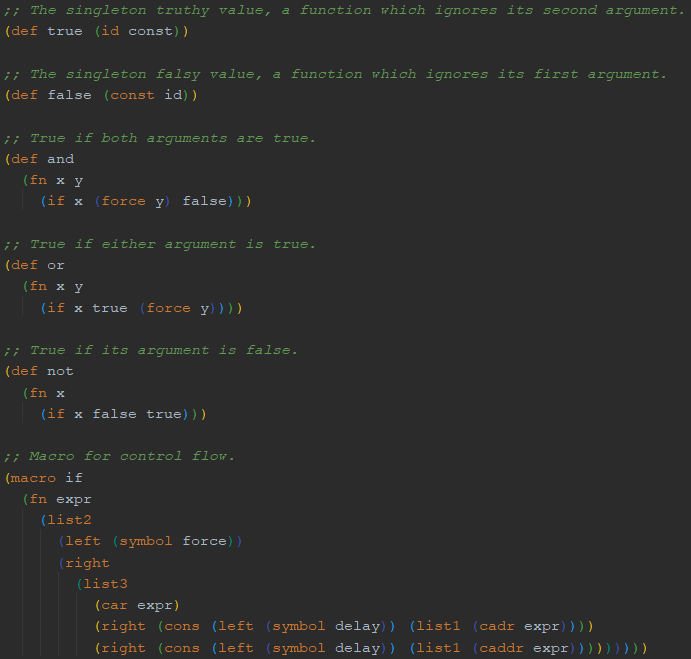 ;; The singleton truthy value, a function which ignores its second argument.
(def true (id const))

;; The singleton falsy value, a function which ignores its first argument.
(def false (const id))

;; True if both arguments are true.
(def and
  (fn x y
    (if x (force y) false)))

;; True if either argument is true.
(def or
  (fn x y
    (if x true (force y))))

;; True if its argument is false.
(def not
  (fn x
    (if x false true)))

;; Macro for control flow.
(macro if
  (fn expr
    (list2
      (left (symbol force))
      (right
        (list3
          (car expr)
          (right (cons (left (symbol delay)) (list1 (cadr expr))))
          (right (cons (left (symbol delay)) (list1 (caddr expr)))))))))